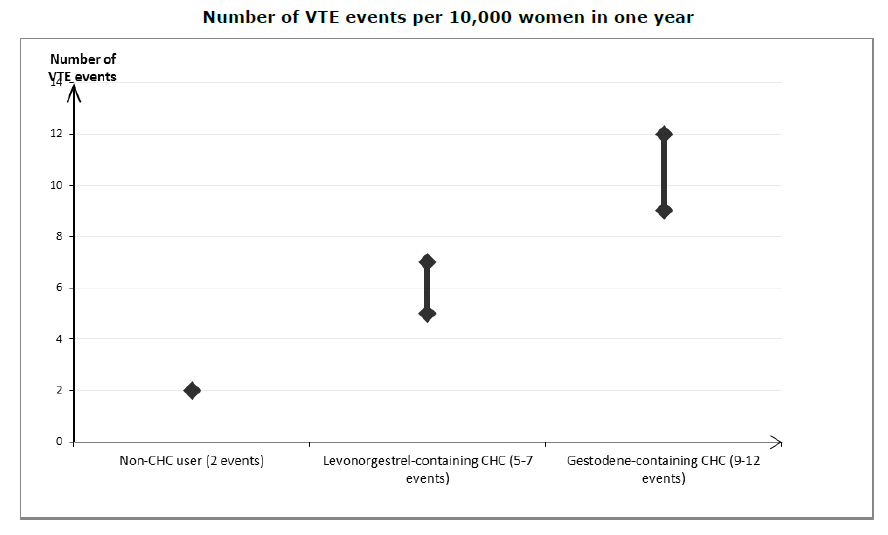 Number of VTE events per 10,000 women in one year
Number of
VTE events
14
12
10
8
6
4
2
0
Non-CHC user (2 events)
Levonorgestrel-containing CHC (5-7
events)
Gestodene-containing CHC (9-12
events)